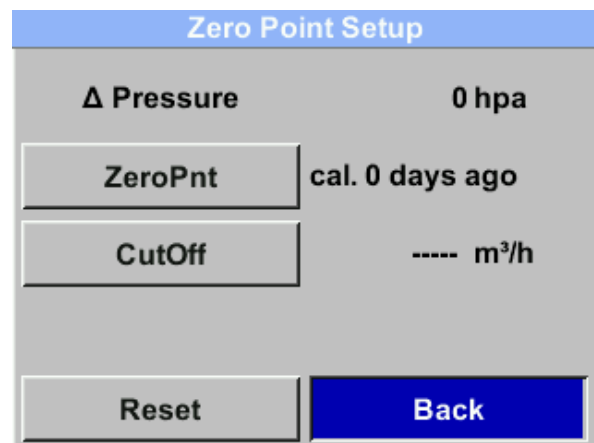 Zero Point Setup
Δ Pressure 0 hpa
ZeroPnt cal. 0 days ago
CutOff ----- m³/h
Reset Back